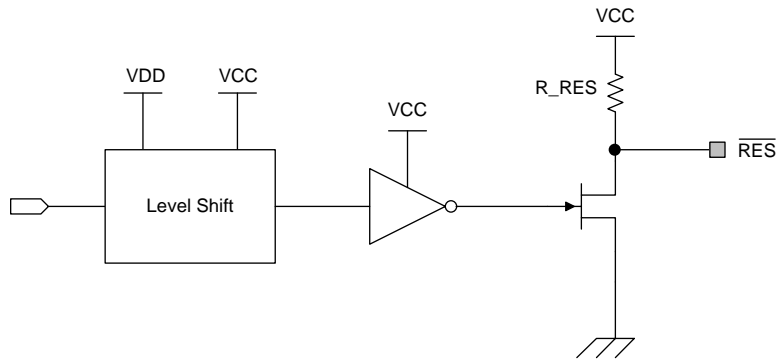 VCC
VDD
VCC
R_RES
VCC
RES
Level Shift